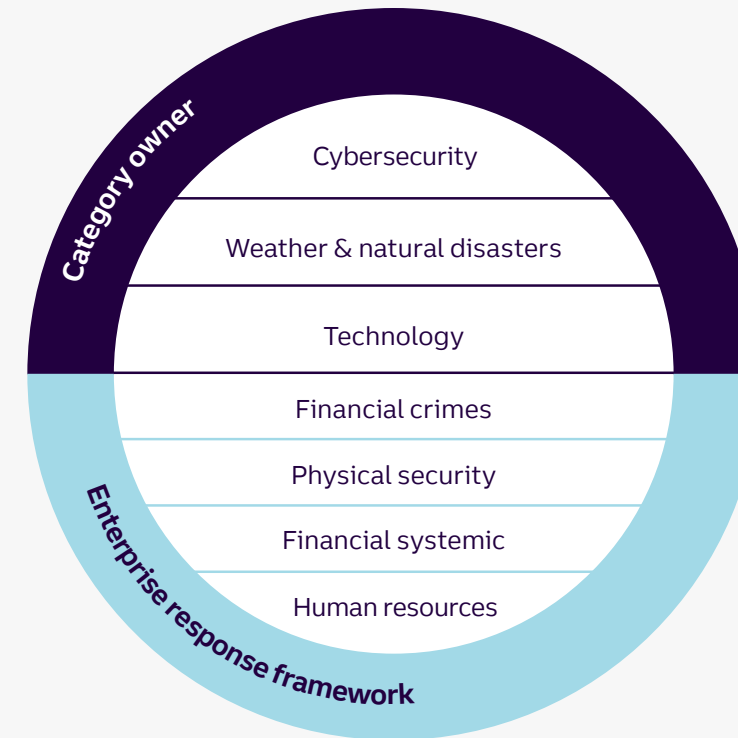 Category owner
Cybersecurity
Weather & natural disasters
Technology
Financial crimes
Physical security
Financial systemic
Human resources
Enterprise response framework